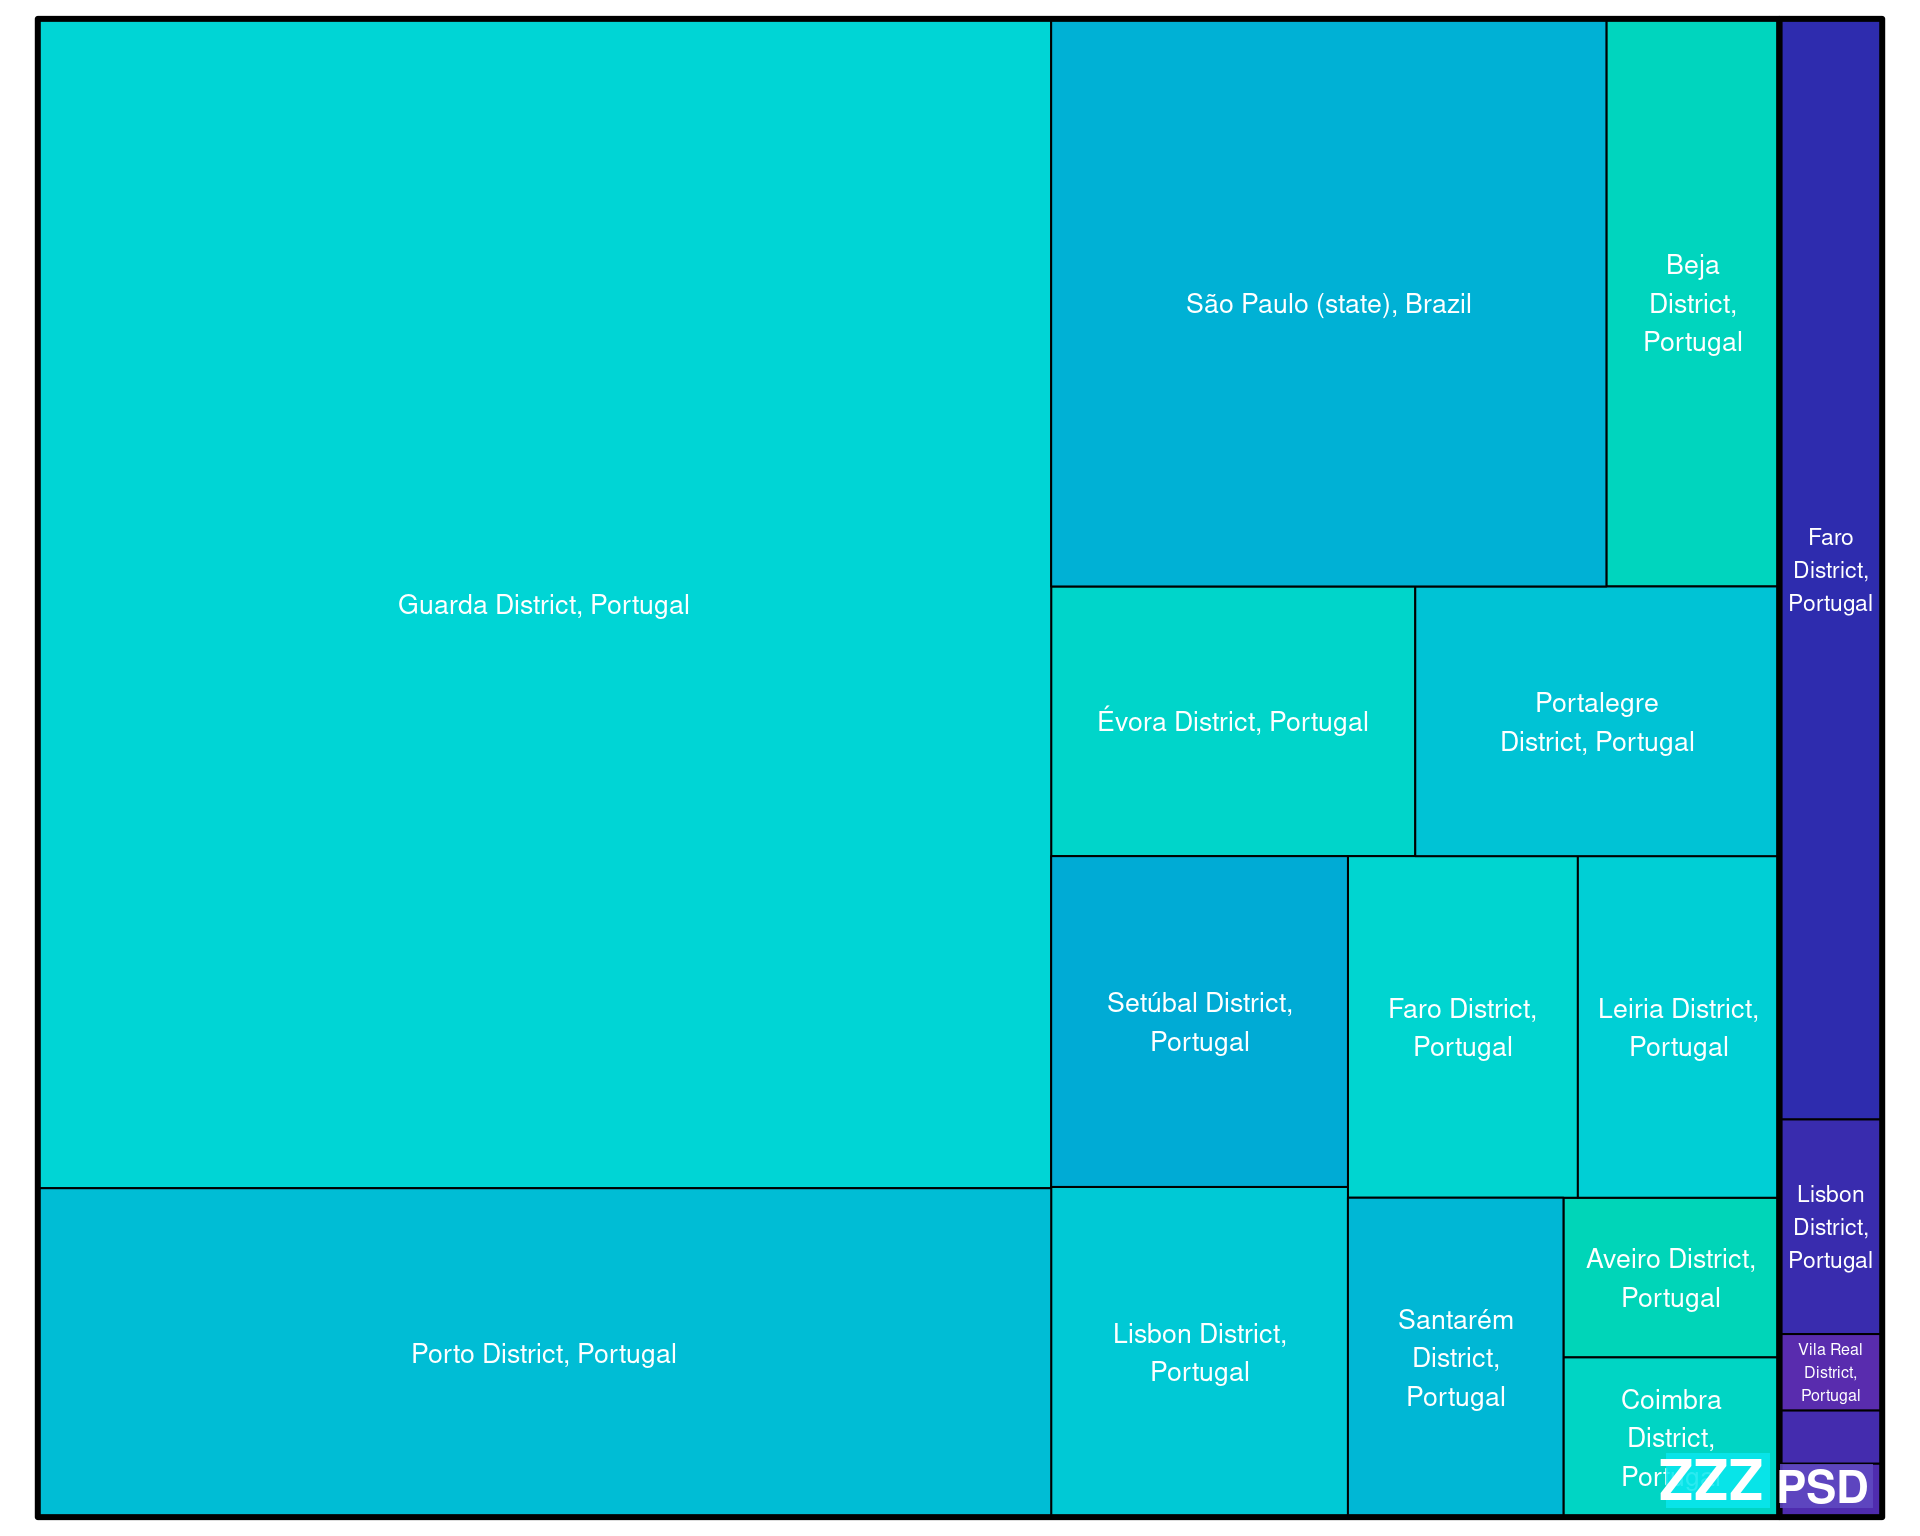 Guarda District, Portugal
Porto District, Portugal
São Paulo (state), Brazil
Beja
District,
Portugal
Évora District, Portugal
Portalegre
District, Portugal
Setúbal District,
Portugal
Faro District,
Portugal
Leiria District,
Portugal
Lisbon District,
Portugal
Santarém
District,
Portugal
Aveiro District,
Portugal
Coimbra
District,
Portugal
ZZZ
Faro
District,
Portugal
Lisbon
District,
Portugal
Vila Real
District,
Portugal
PSD